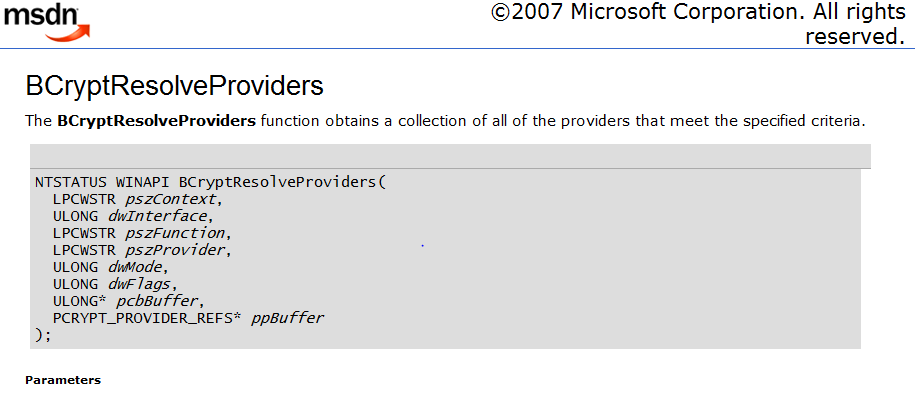 msdn
©2007 Microsoft Corporation. All rights
reserved.
BCryptResolveProviders
The BCryptResolveProviders function obtains a collection of all of the providers that meet the specified criteria.
NTSTATUS WINAPI BCryptResolveProviders(
  LPCWSTR pszContext,
  ULONG dwInterface,
  LPCWSTR pszFunction,
  LPCWSTR pszProvider,
  ULONG dwMode,
  ULONG dwFlags,
  ULONG* pcbBuffer,
  PCRYPT_PROVIDER_REFS* ppBuffer
);
Parameters